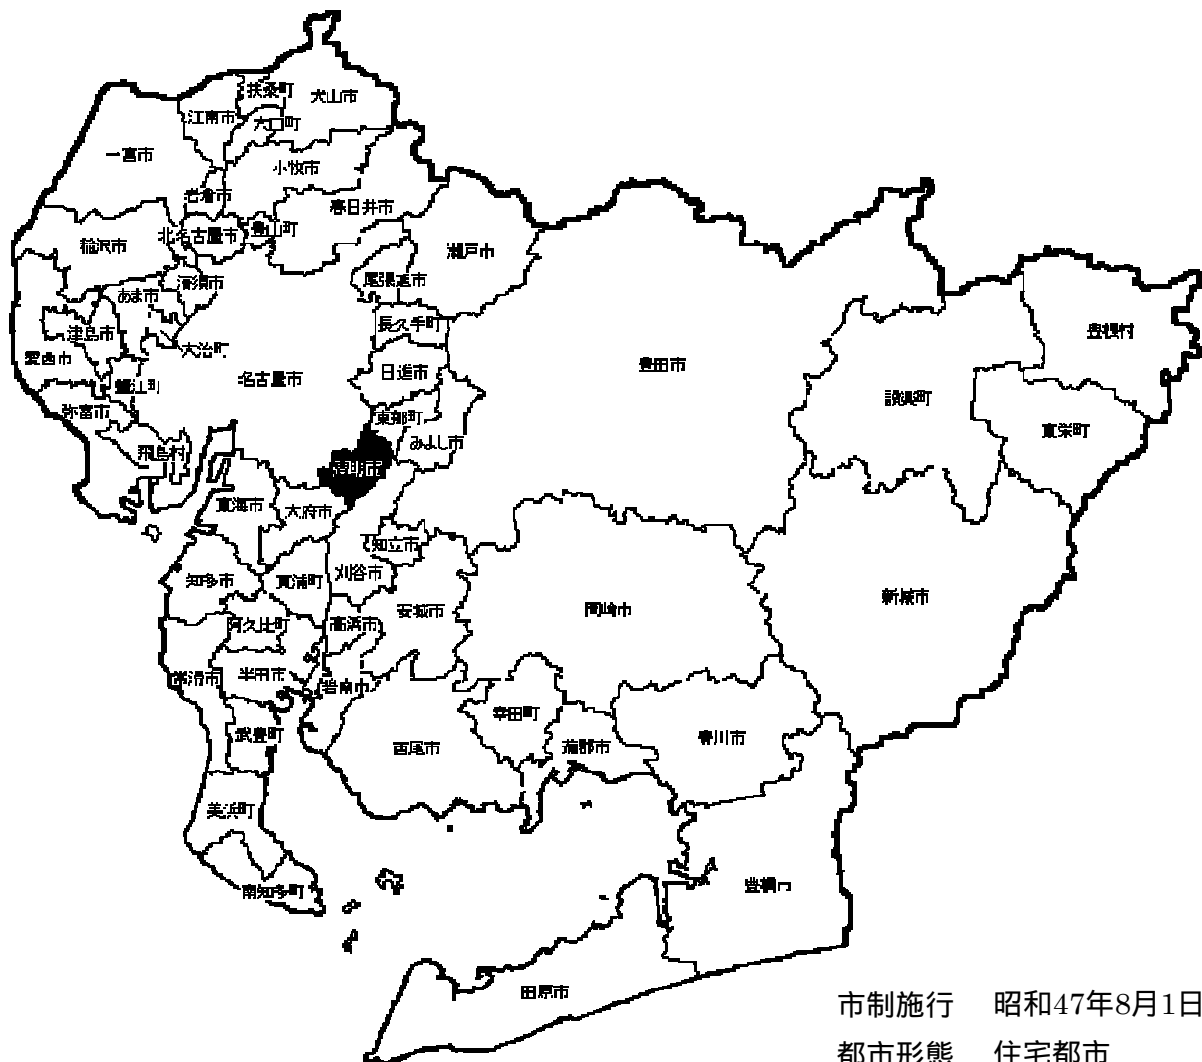 扶桑町
犬山市
江南市
大口町
一宮市
小牧市
岩倉市
春日井市
北名古屋市
豊山町
稲沢市
瀬戸市
清須市
尾張旭市
あま市
長久手町
津島市
大治町
豊根村
愛西市
日進市
豊田市
名古屋市
蟹江町
設楽町
弥富市
東郷町
東栄町
みよし市
飛島村
豊明市
東海市
大府市
知立市
知多市
東浦町
刈谷市
新城市
安城市
岡崎市
阿久比町
高浜市
常滑市
半田市
碧南市
幸田町
武豊町
西尾市
蒲郡市
豊川市
美浜町
南知多町
豊橋市
田原市
市制施行 昭和47年8月1日
都市形態 住宅都市